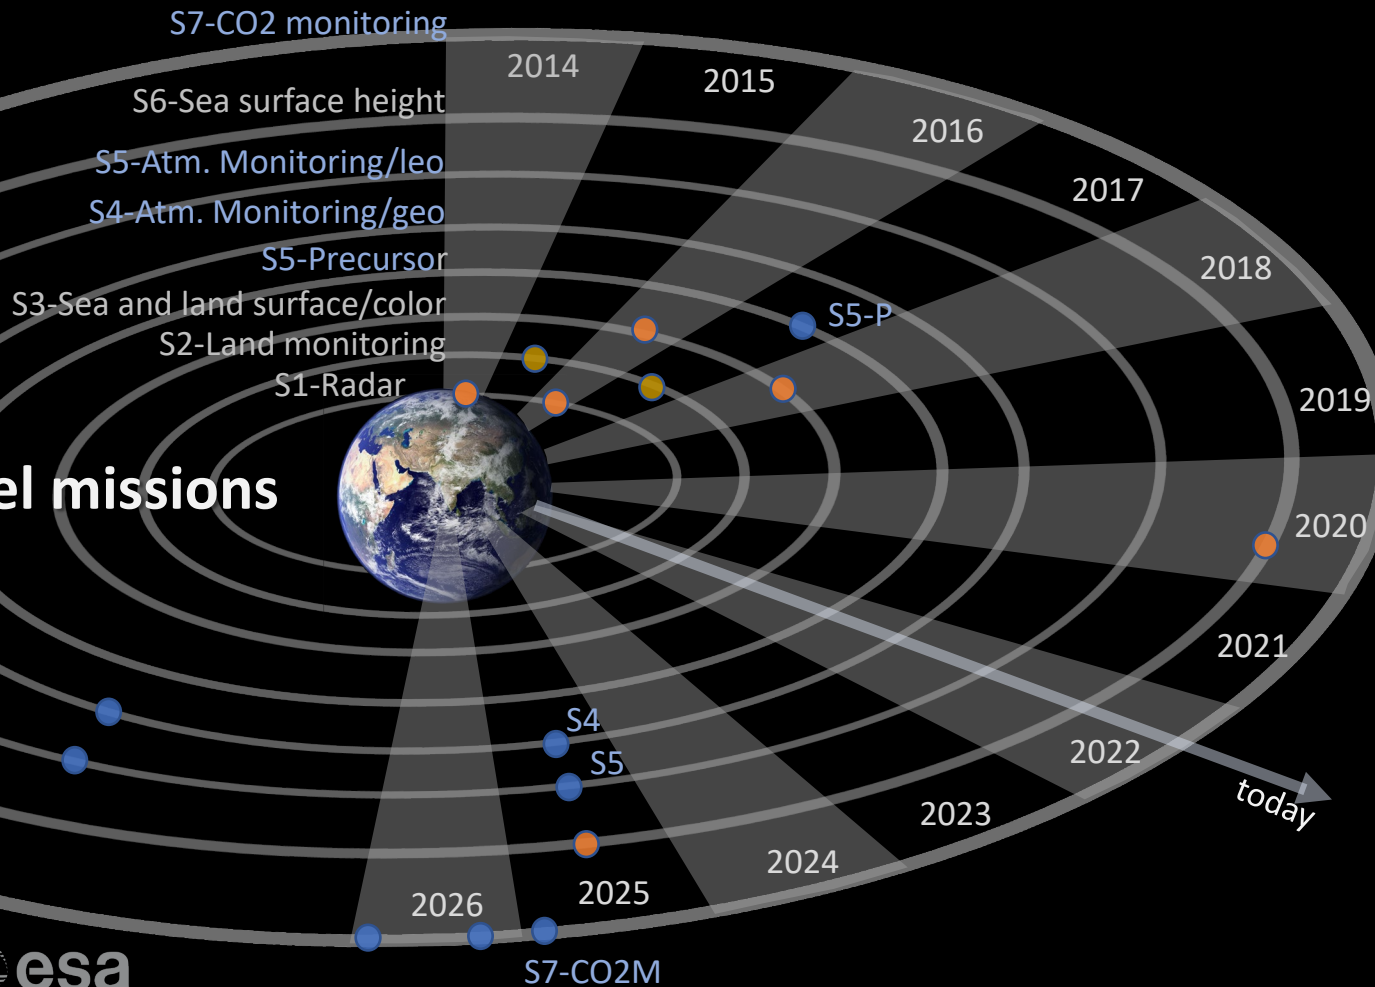 S7-CO2 monitoring
2014
2015
S6-Sea surface height
2016
S5-Atm. Monitoring/leo
2017
S4-Atm. Monitoring/geo
S5-Precursor
2018
S3-Sea and land surface/color
S5-P
S2-Land monitoring
S1-Radar
2019
el missions
2020
2021
S4
2022
S5
today
2023
2024
2025
2026
esa
S7-CO2M